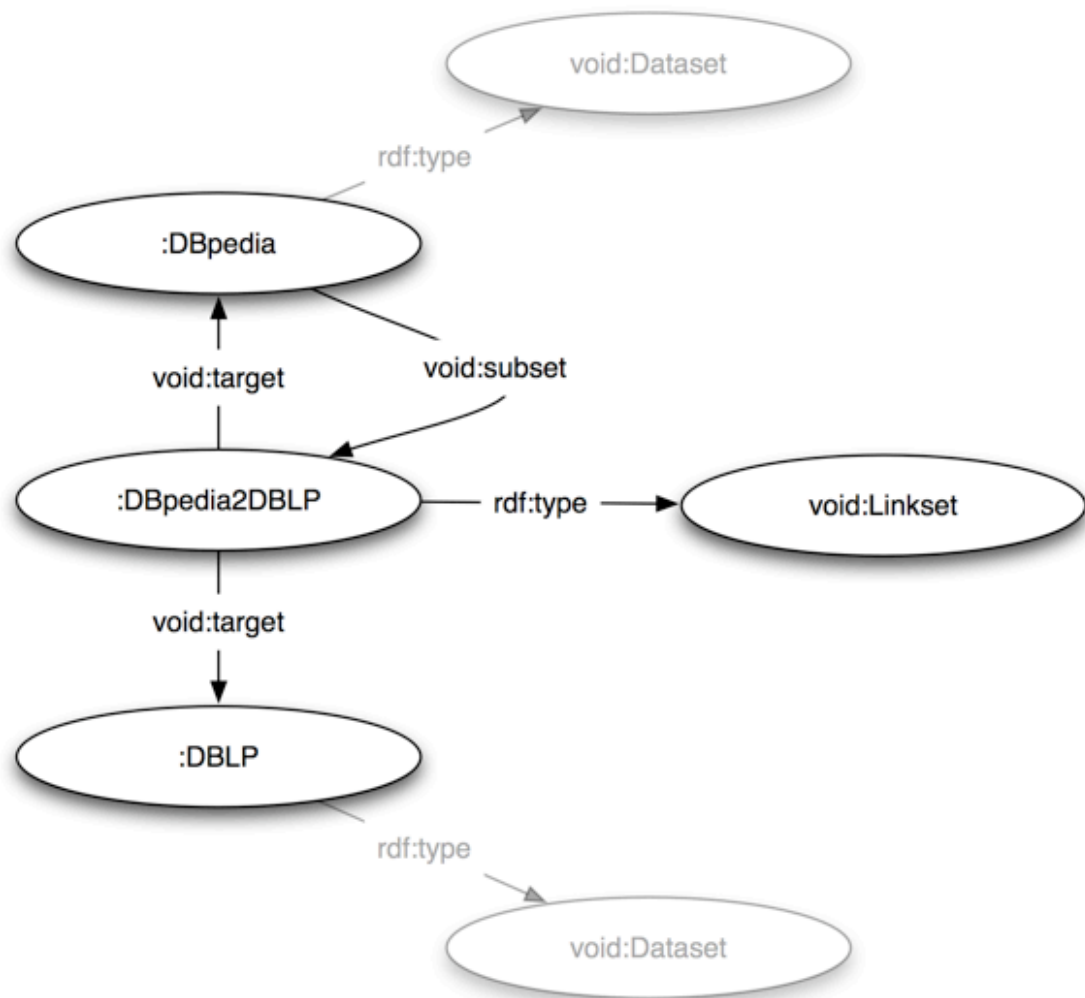 void:Dataset
rdf:type
:DBpedia
void:subset
void:target
:DBpedia2DBLP
rdf:type
void:Linkset
void:target
:DBLP
rdf:type
void:Dataset